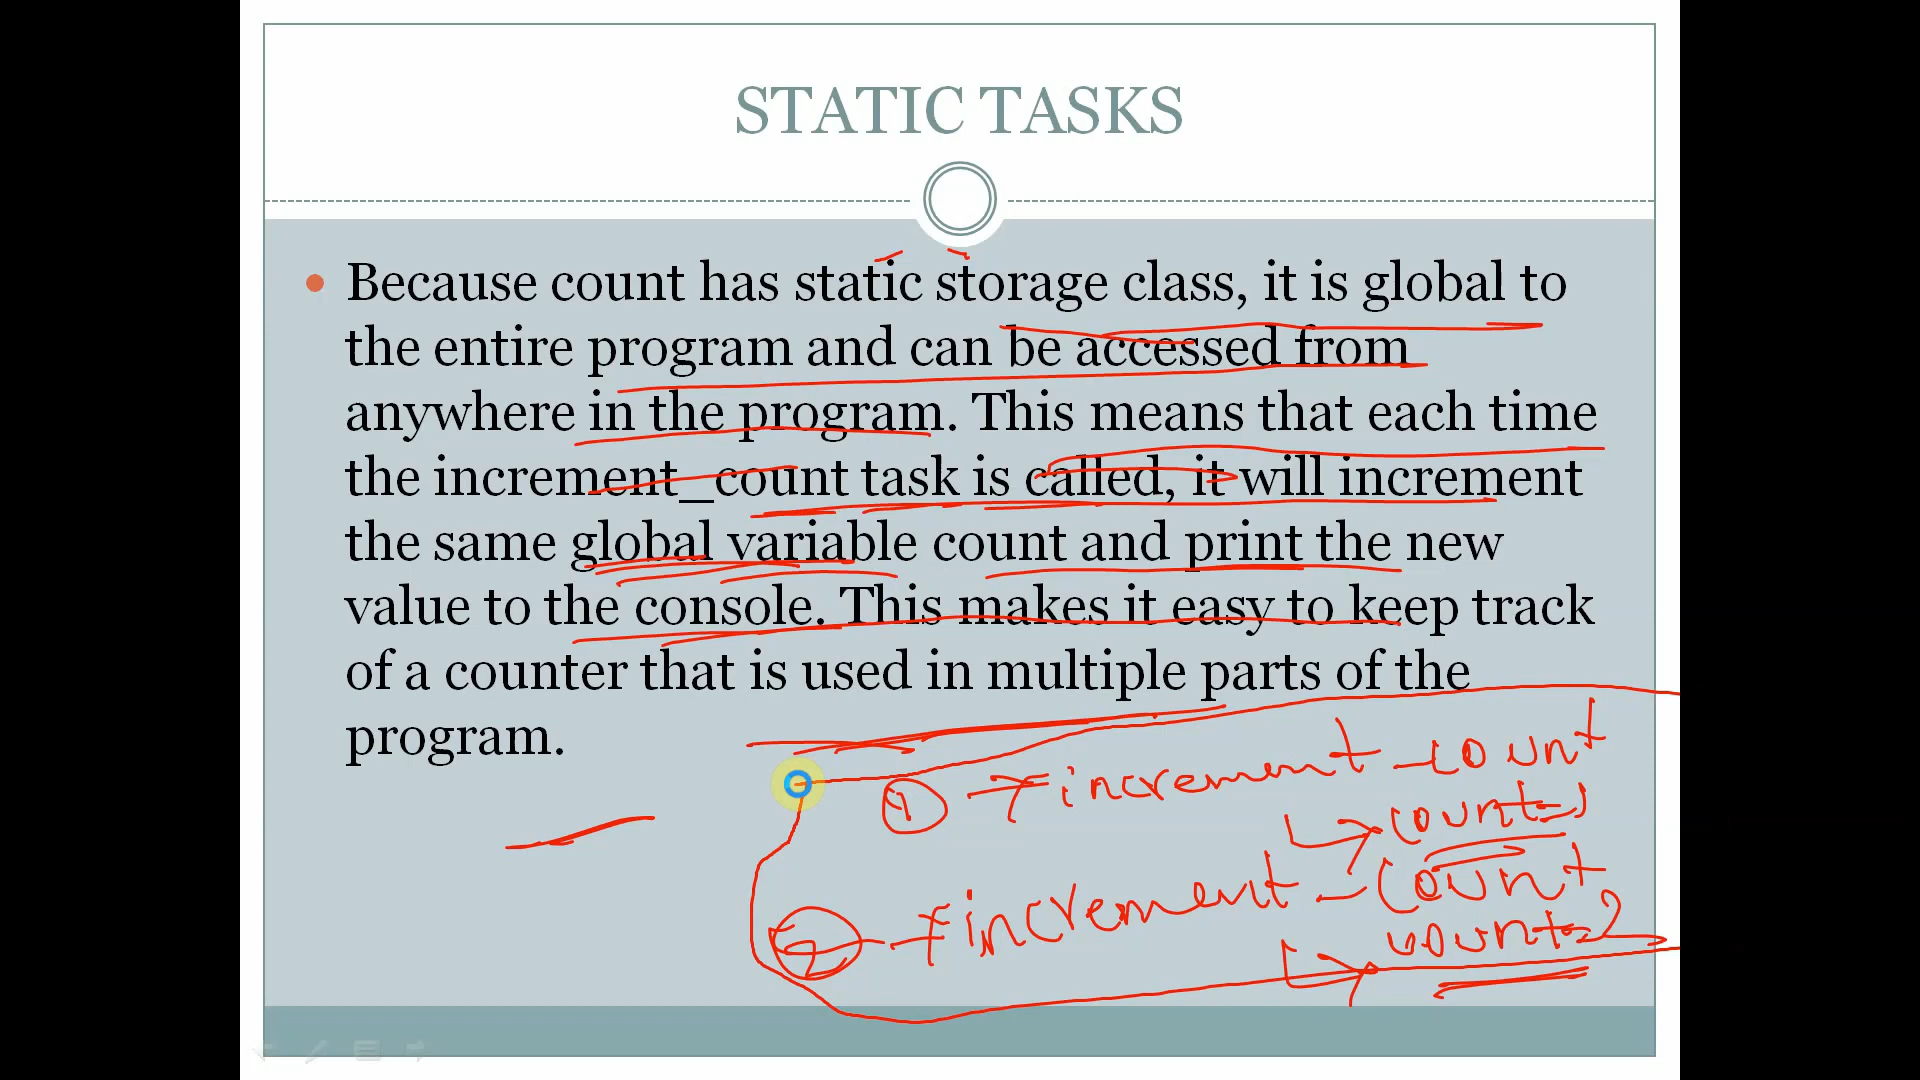 STATIC TASKS
Because count has static storage class, it is global to
the entire program and can be accessed from
anywhere in the program. This means that each time
the increment_count task is called, it will increment
the same global variable count and print the new
value to the console. This makes it easy to keep track
of a counter that is used in multiple parts of the
program.
① → increment_count
↳ count=1
② → increment_count
↳ count=2